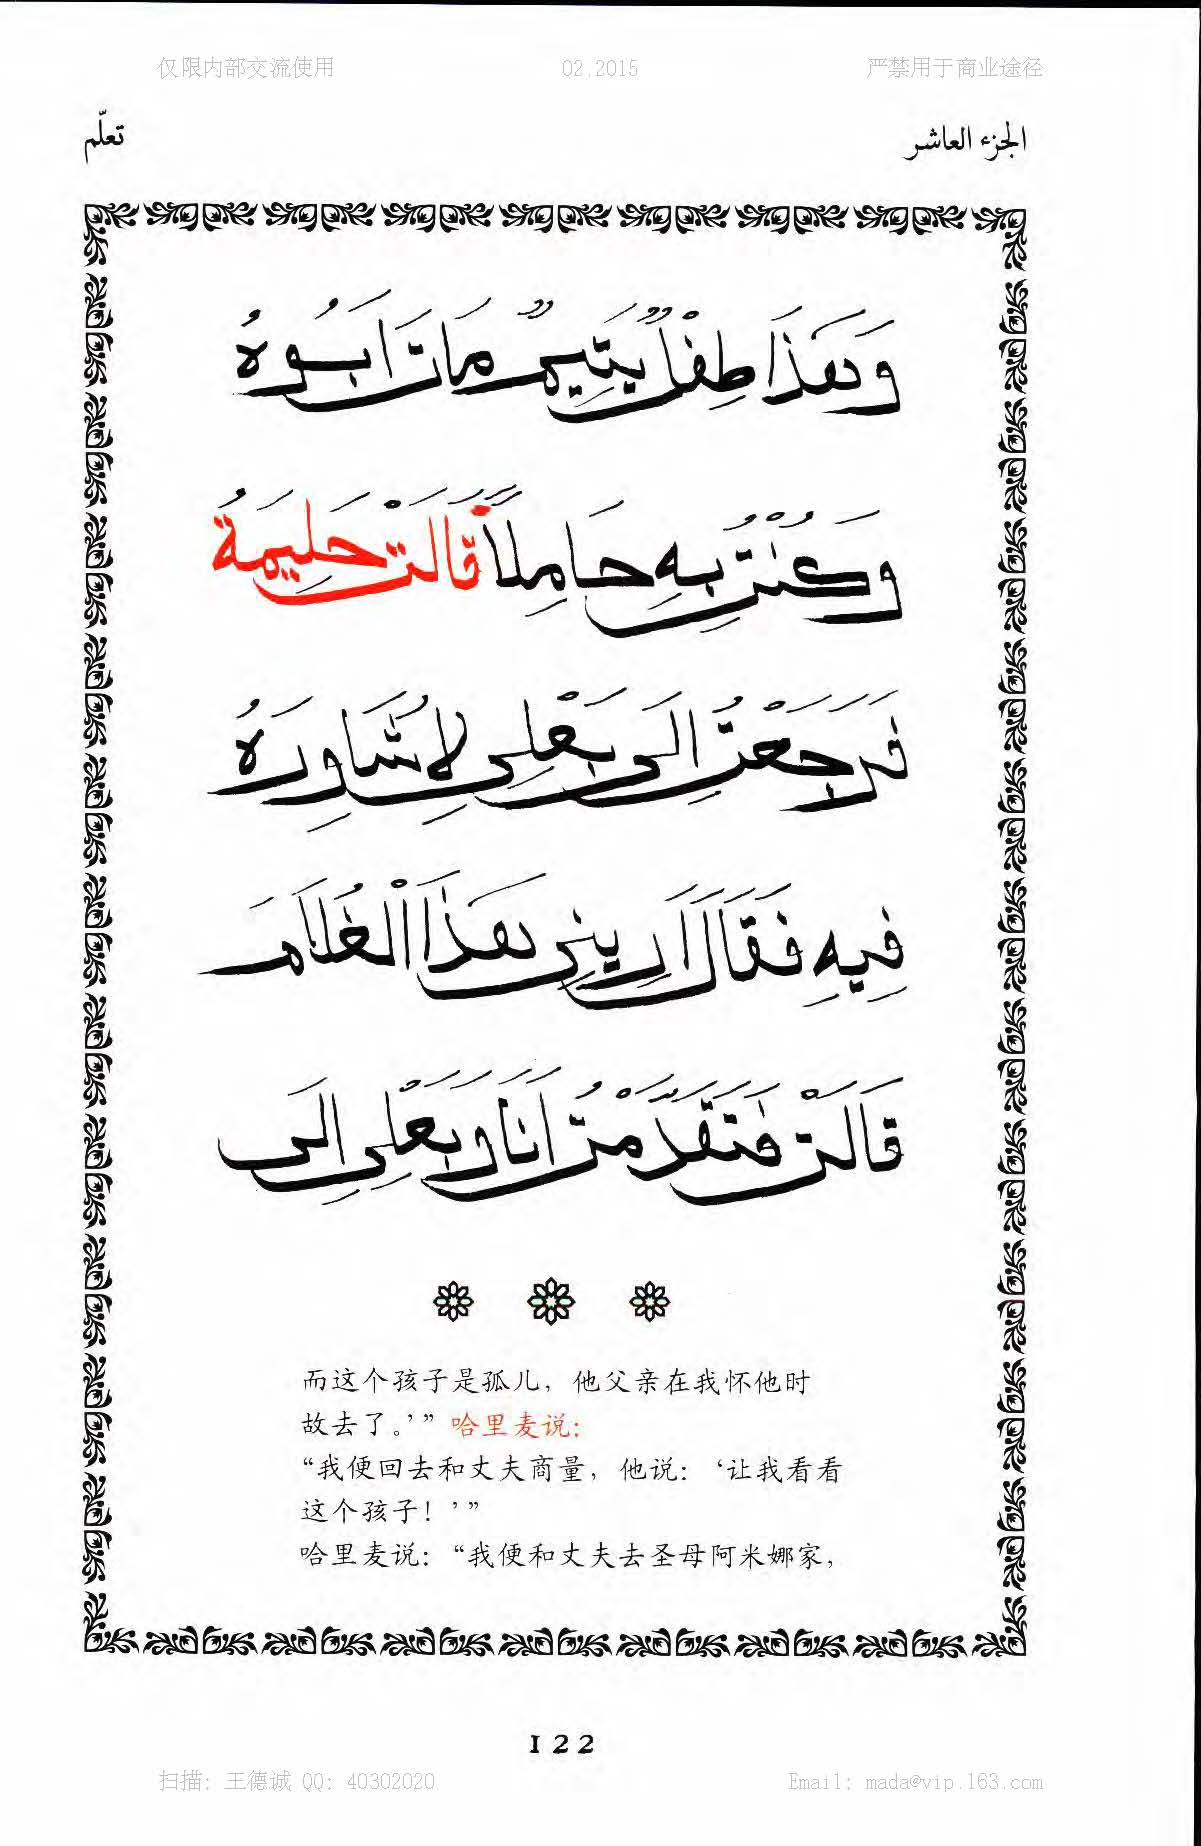 仅限内部交流使用 02.2015 严禁用于商业途径
الجزء العاشر تعلّم
وَهَذَا طِفْلٌ يَتِيمٌ مَاتَ اَبُوهُ
وَكُنْتُ بِهِ حَامِلاً قَالَتْ حَلِيمَةُ
فَرَجَعْتُ اِلَى بَعْلِي لِاُشَاوِرَهُ
فِيهِ فَقَالَ اَرِينِي هَذَا الْغُلَامَ
قَالَتْ فَتَقَدَّمْتُ اَنَا وَبَعْلِي اِلَى
而这个孩子是孤儿，他父亲在我怀他时
故去了。’”哈里麦说：
“我便回去和丈夫商量，他说：‘让我看看
这个孩子！’”
哈里麦说：“我便和丈夫去圣母阿米娜家，
122
扫描：王德诚 QQ：40302020 Email：mada@vip.163.com